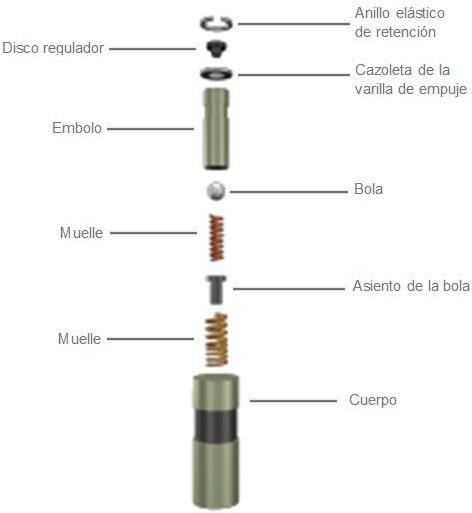 Anillo elástico
de retención
Disco regulador
Cazoleta de la
varilla de empuje
Embolo
Bola
Muelle
Asiento de la bola
Muelle
Cuerpo